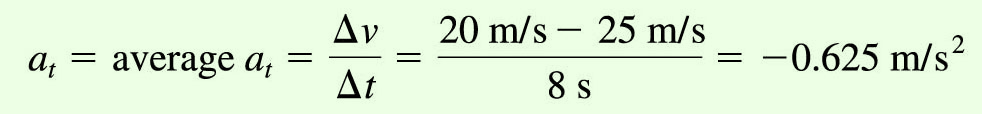 a_t = average a_t = Δv/Δt = (20 m/s − 25 m/s)/(8 s) = −0.625 m/s²